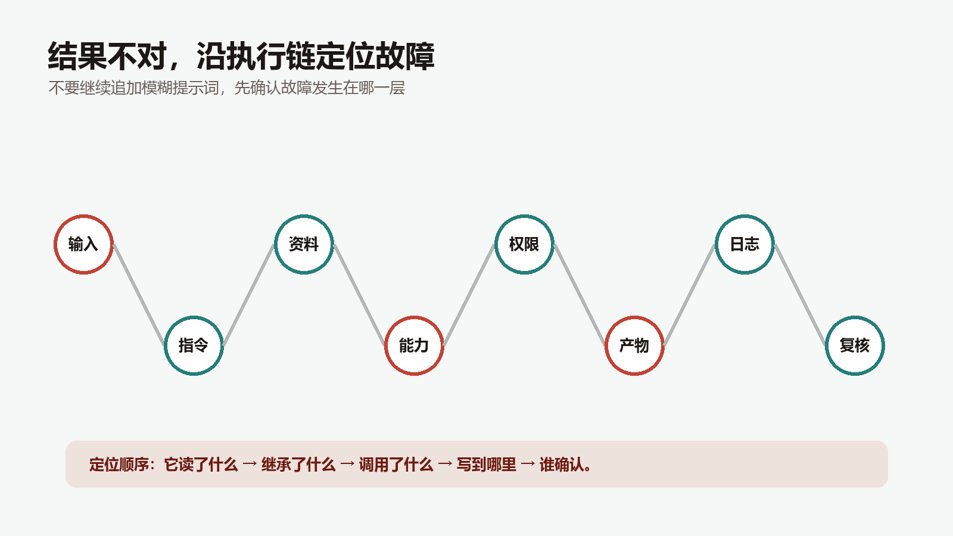 结果不对，沿执行链定位故障
不要继续追加模糊提示词，先确认故障发生在哪一层
输入
指令
资料
能力
权限
产物
日志
复核
定位顺序：它读了什么 → 继承了什么 → 调用了什么 → 写到哪里 → 谁确认。